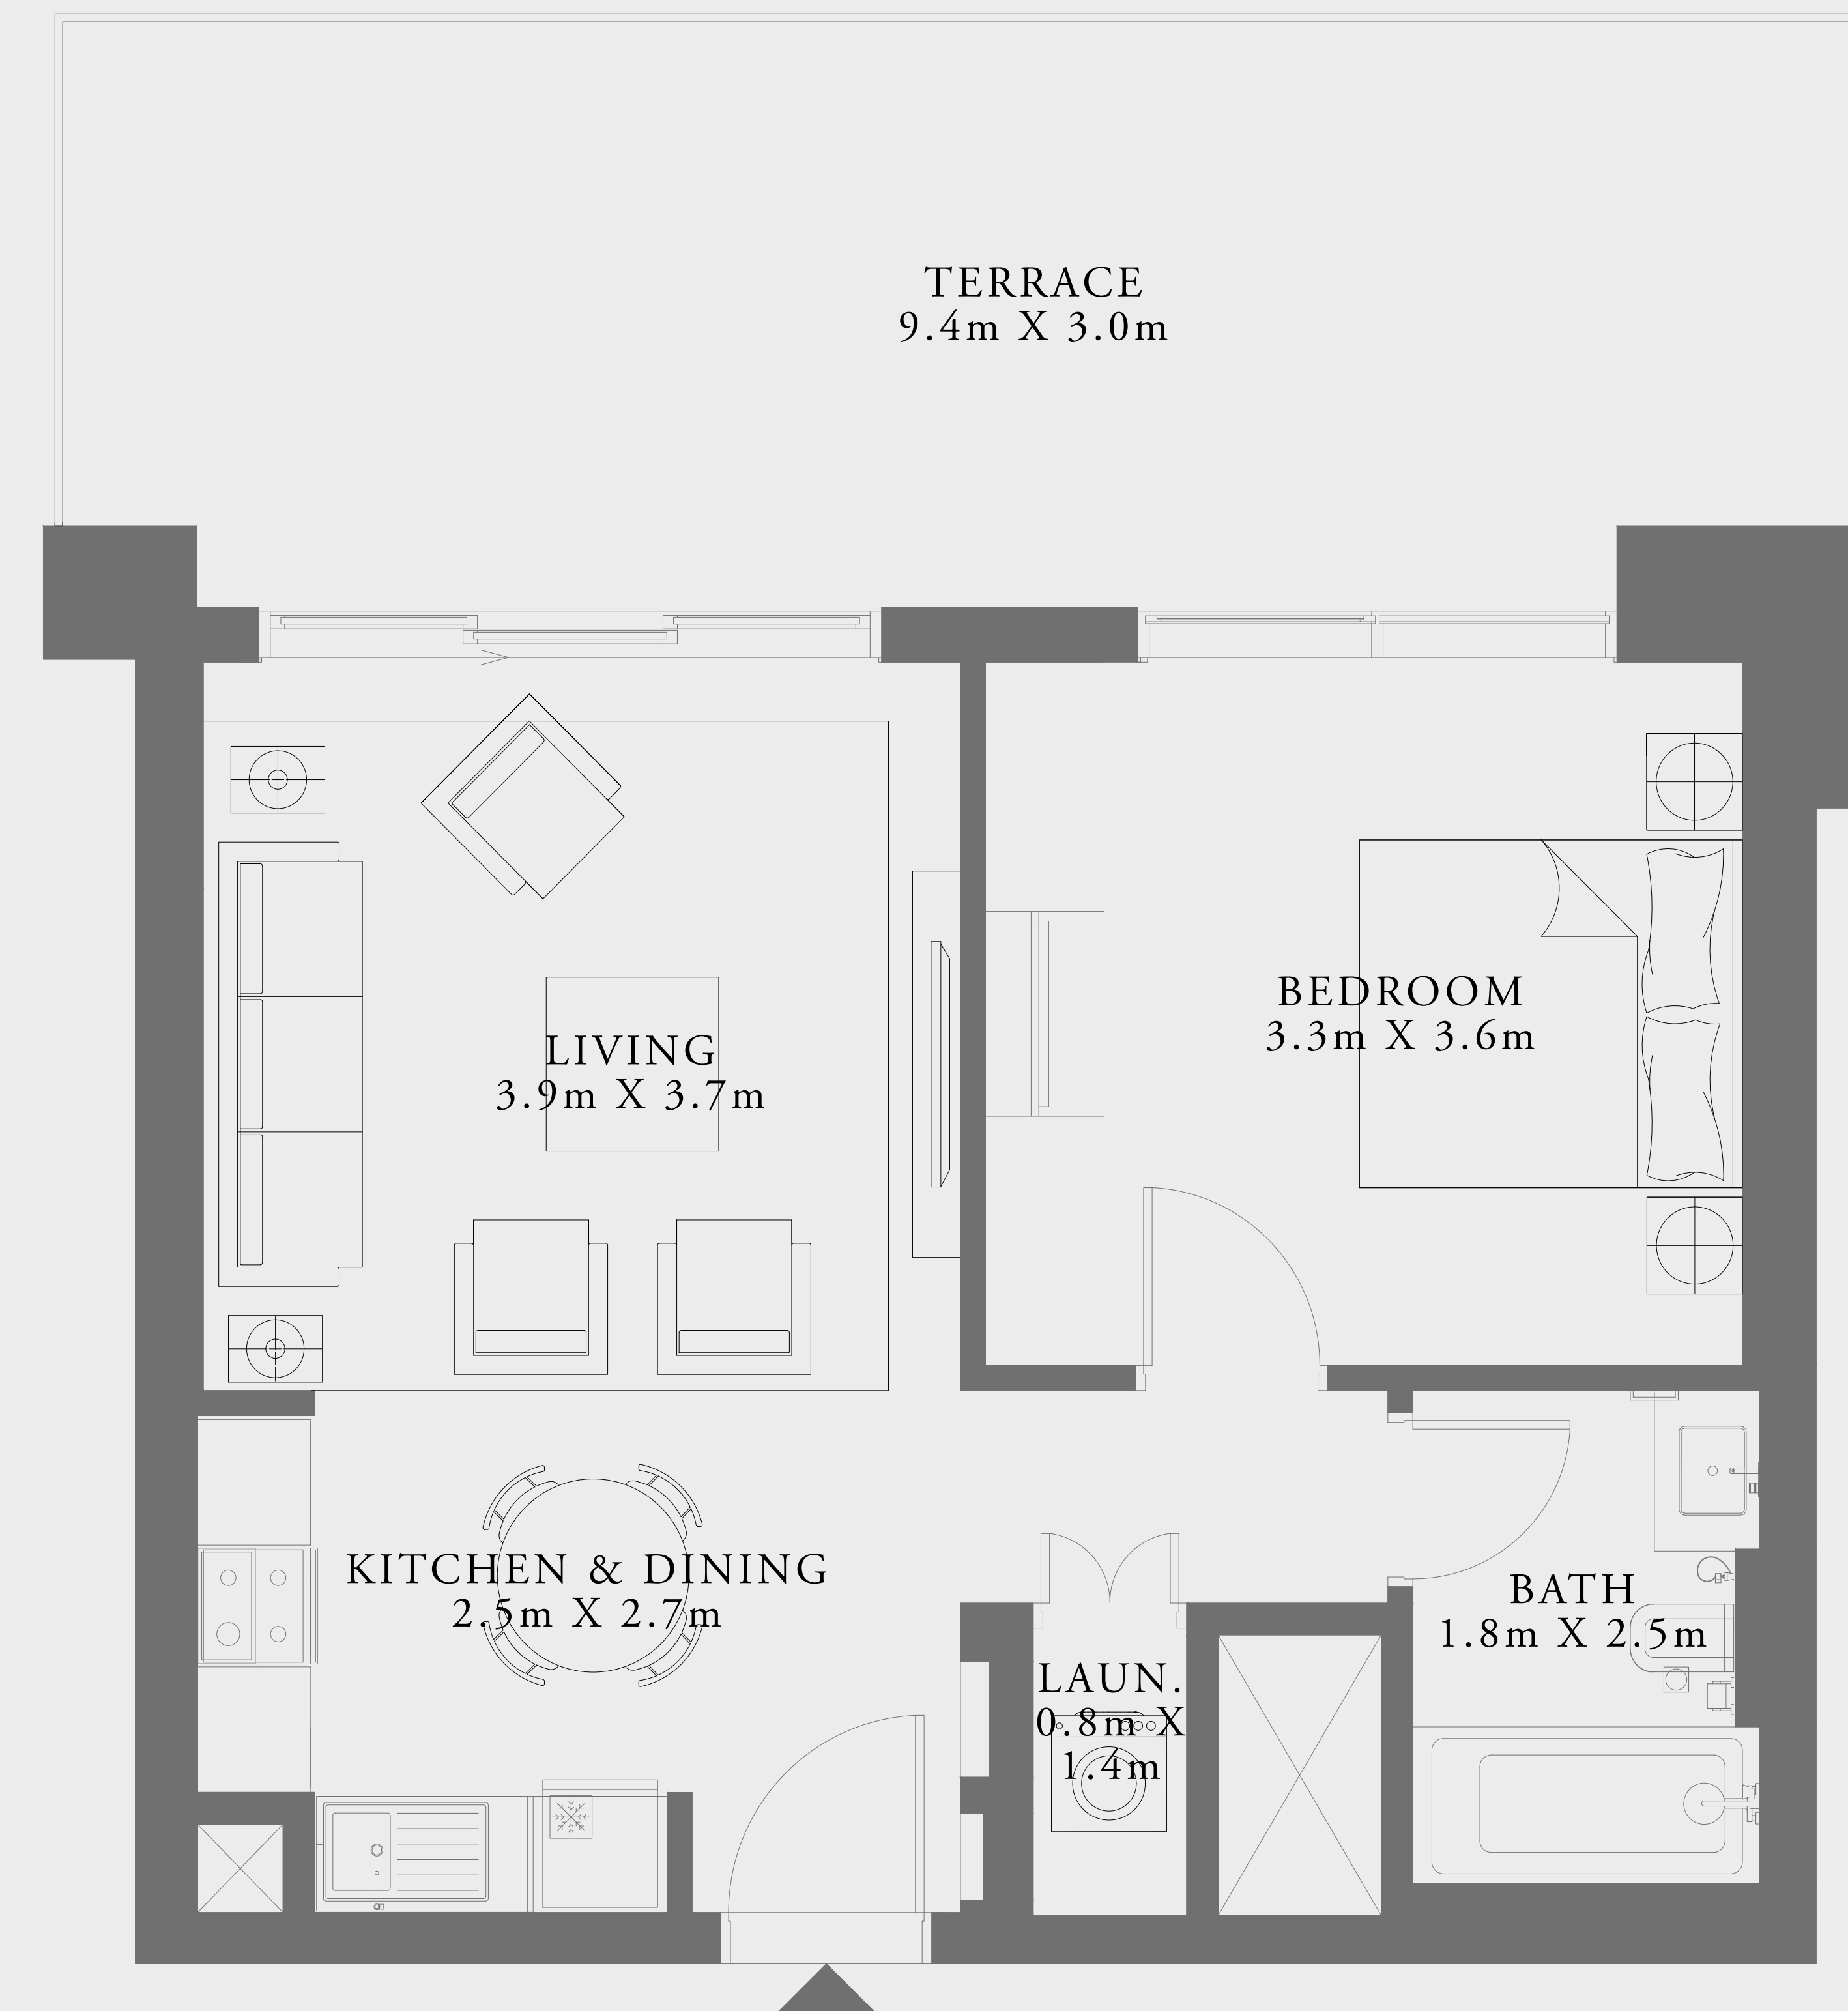 TERRACE
9.4m X 3.0m
BEDROOM
3.3m X 3.6m
LIVING
3.9m X 3.7m
KITCHEN & DINING
2.5m X 2.7m
BATH
1.8m X 2.5m
LAUN.
0.8m X
1.4m